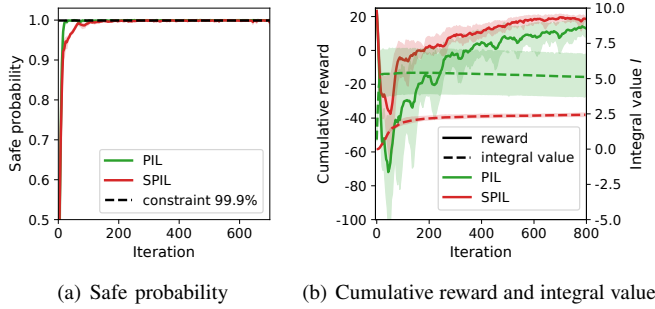 1.0
0.9
0.8
0.7
0.6
0.5
Safe probability
PIL
SPIL
constraint 99.9%
0
200
400
600
Iteration
(a) Safe probability
20
0
-20
-40
-60
-80
-100
Cumulative reward
reward
integral value
PIL
SPIL
10.0
7.5
5.0
2.5
0.0
-2.5
-5.0
Integral value I
0
200
400
600
800
Iteration
(b) Cumulative reward and integral value